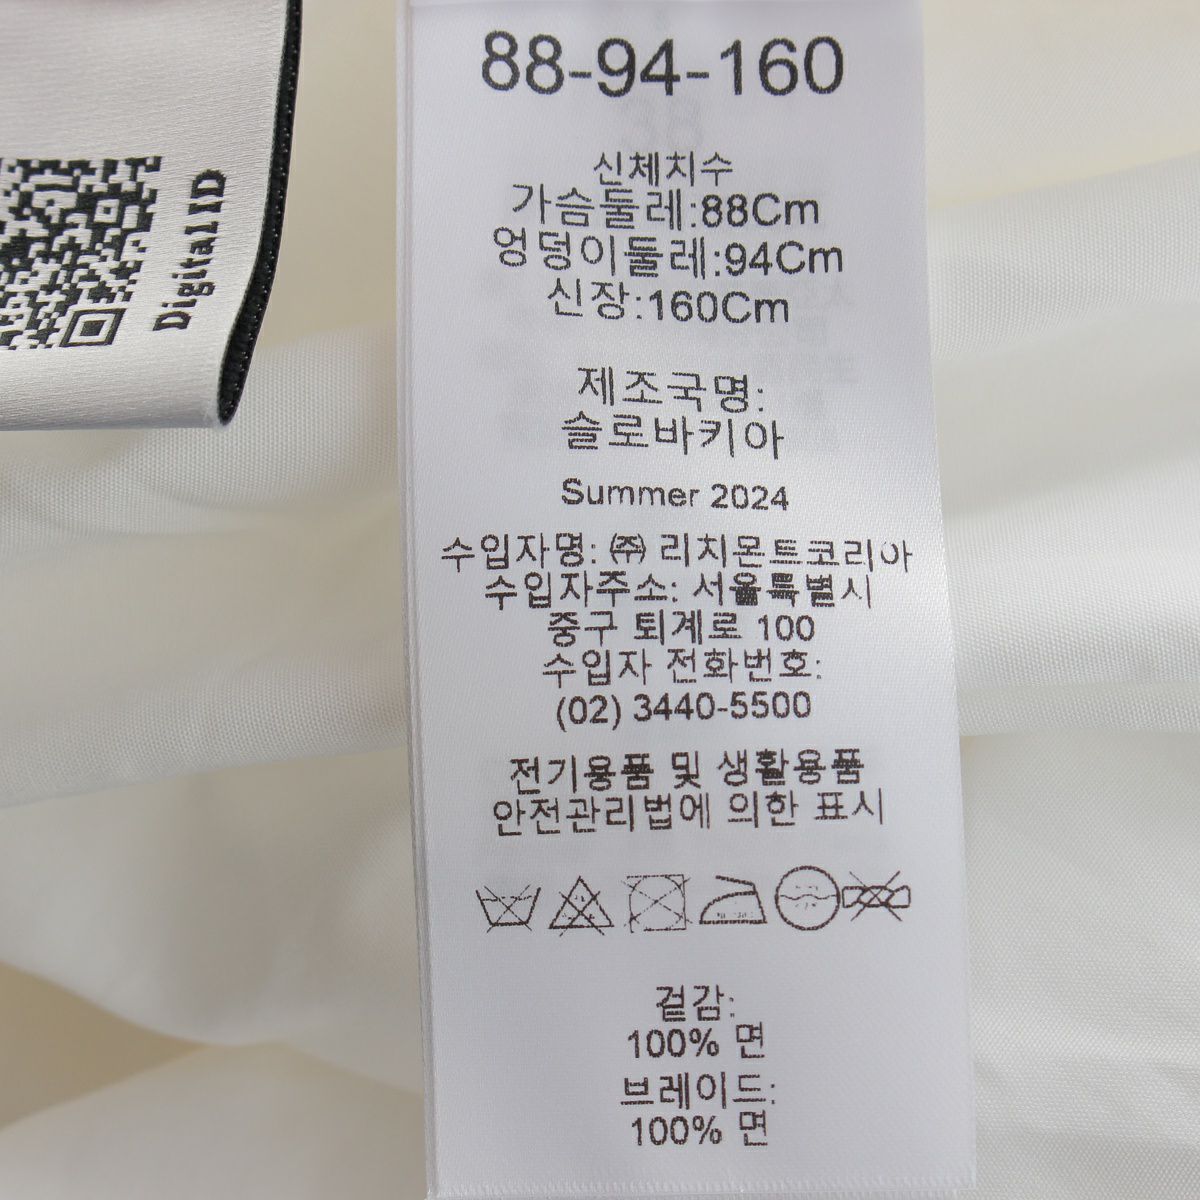 Digital ID
88-94-160
신체치수
가슴둘레:88Cm
엉덩이둘레:94Cm
신장:160Cm
제조국명:
슬로바키아
Summer 2024
수입자명: ㈜ 리치몬트코리아
수입자주소: 서울특별시
중구 퇴계로 100
수입자 전화번호:
(02) 3440-5500
전기용품 및 생활용품
안전관리법에 의한 표시
겉감:
100% 면
브레이드:
100% 면